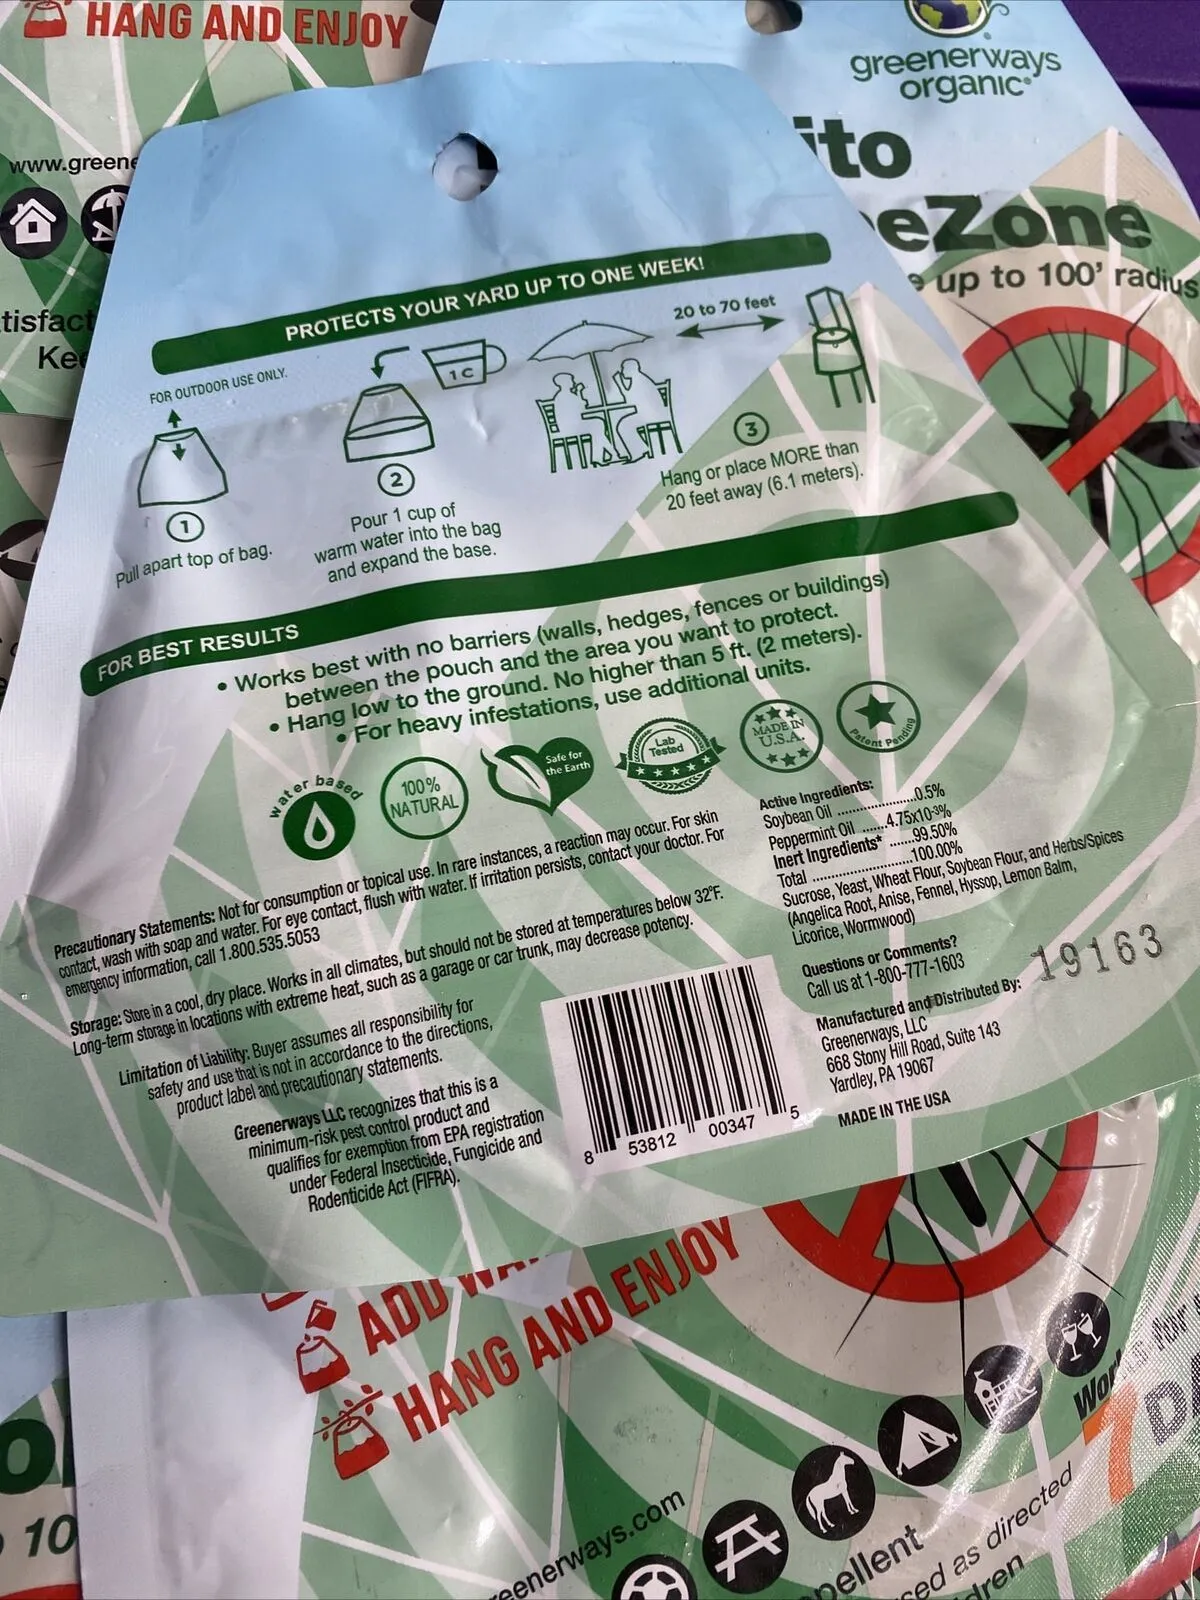 HANG AND ENJOY
www.greene
tisfact
greenerways
organic®
ito
eZone
up to 100' radius
PROTECTS YOUR YARD UP TO ONE WEEK!
FOR OUTDOOR USE ONLY.
1 C
20 to 70 feet
1
Pull apart top of bag.
2
Pour 1 cup of
warm water into the bag
and expand the base.
3
Hang or place MORE than
20 feet away (6.1 meters).
FOR BEST RESULTS
• Works best with no barriers (walls, hedges, fences or buildings)
between the pouch and the area you want to protect.
• Hang low to the ground. No higher than 5 ft. (2 meters).
• For heavy infestations, use additional units.
water based
100%
NATURAL
Safe for
the Earth
Lab
Tested
MADE IN
U.S.A.
Patent Pending
Precautionary Statements: Not for consumption or topical use. In rare instances, a reaction may occur. For skin
contact, wash with soap and water. For eye contact, flush with water. If irritation persists, contact your doctor. For
emergency information, call 1.800.535.5053
Storage: Store in a cool, dry place. Works in all climates, but should not be stored at temperatures below 32°F.
Long-term storage in locations with extreme heat, such as a garage or car trunk, may decrease potency.
Limitation of Liability: Buyer assumes all responsibility for
safety and use that is not in accordance to the directions,
product label and precautionary statements.
Greenerways LLC recognizes that this is a
minimum-risk pest control product and
qualifies for exemption from EPA registration
under Federal Insecticide, Fungicide and
Rodenticide Act (FIFRA).
Active Ingredients:
Soybean Oil ....................0.5%
Peppermint Oil .......4.75x10-³%
Inert Ingredients* ........99.50%
Total .........................100.00%
Sucrose, Yeast, Wheat Flour, Soybean Flour, and Herbs/Spices
(Angelica Root, Anise, Fennel, Hyssop, Lemon Balm,
Licorice, Wormwood)
Questions or Comments?
Call us at 1-800-777-1603
Manufactured and Distributed By:
Greenerways, LLC
668 Stony Hill Road, Suite 143
Yardley, PA 19067
MADE IN THE USA
19163
8 53812 00347 5
ADD WA
HANG AND ENJOY
reenerways.com
pellent
sed as directed
dren
10